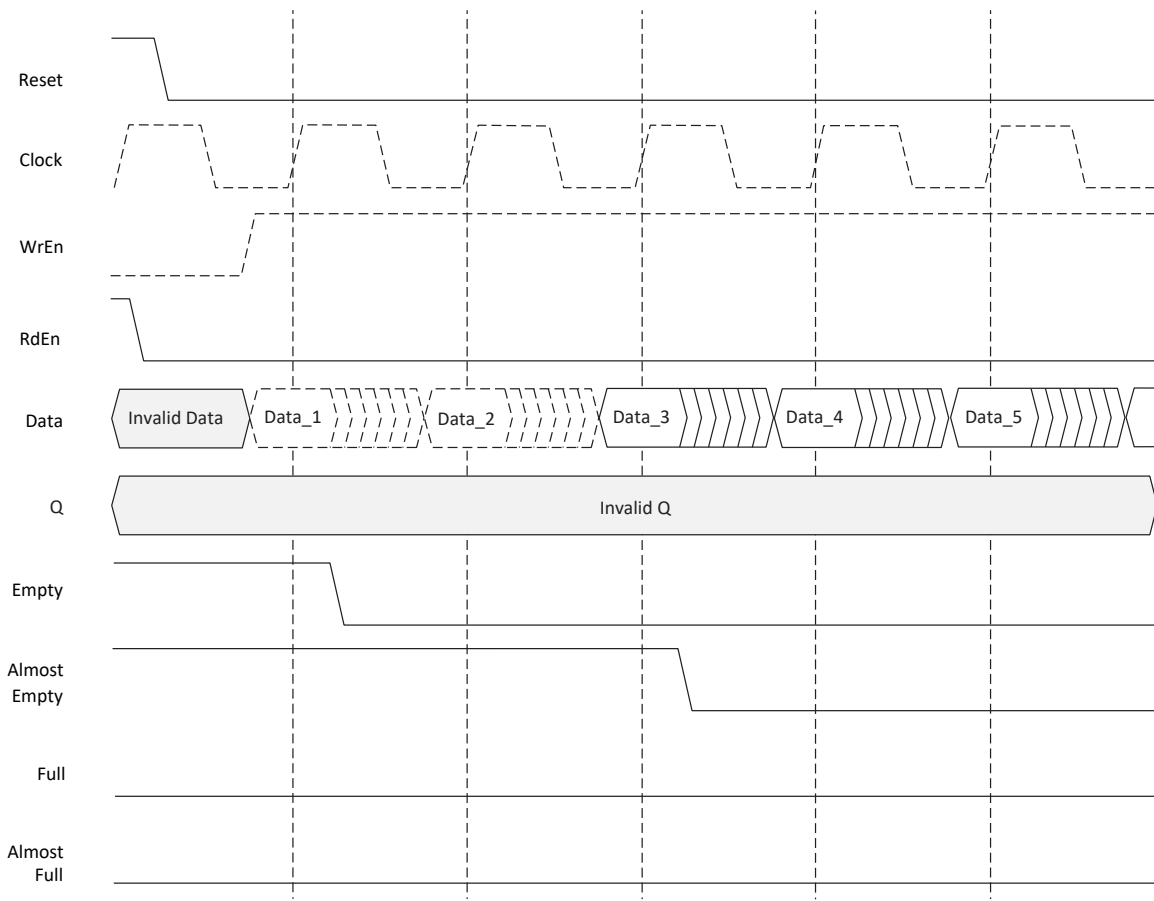 Reset
Clock
WrEn
RdEn
Data
Invalid Data
Data_1
Data_2
Data_3
Data_4
Data_5
Q
Invalid Q
Empty
Almost
Empty
Full
Almost
Full